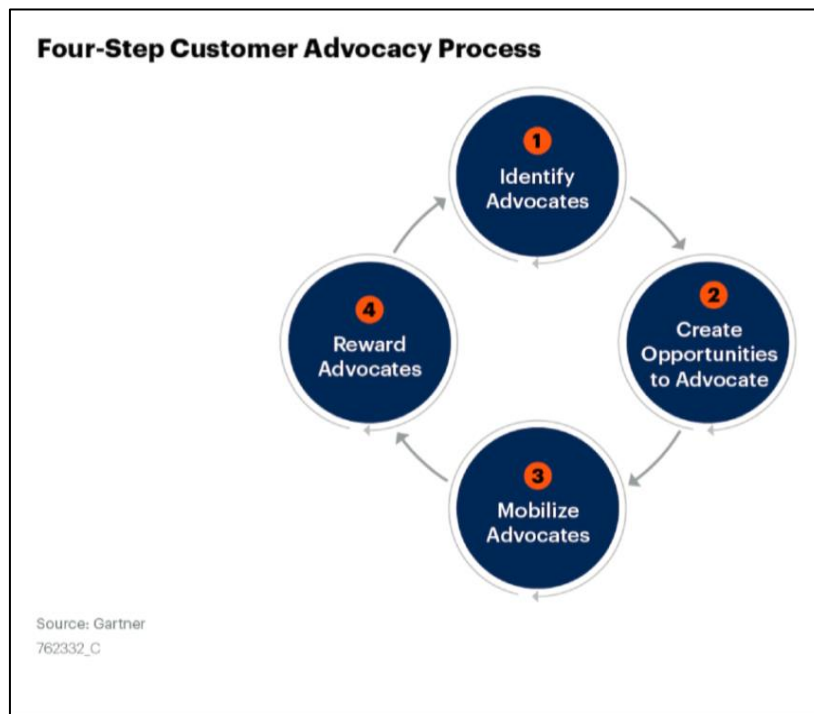 Four-Step Customer Advocacy Process
1
Identify
Advocates
2
Create
Opportunities
to Advocate
3
Mobilize
Advocates
4
Reward
Advocates
Source: Gartner
762332_C